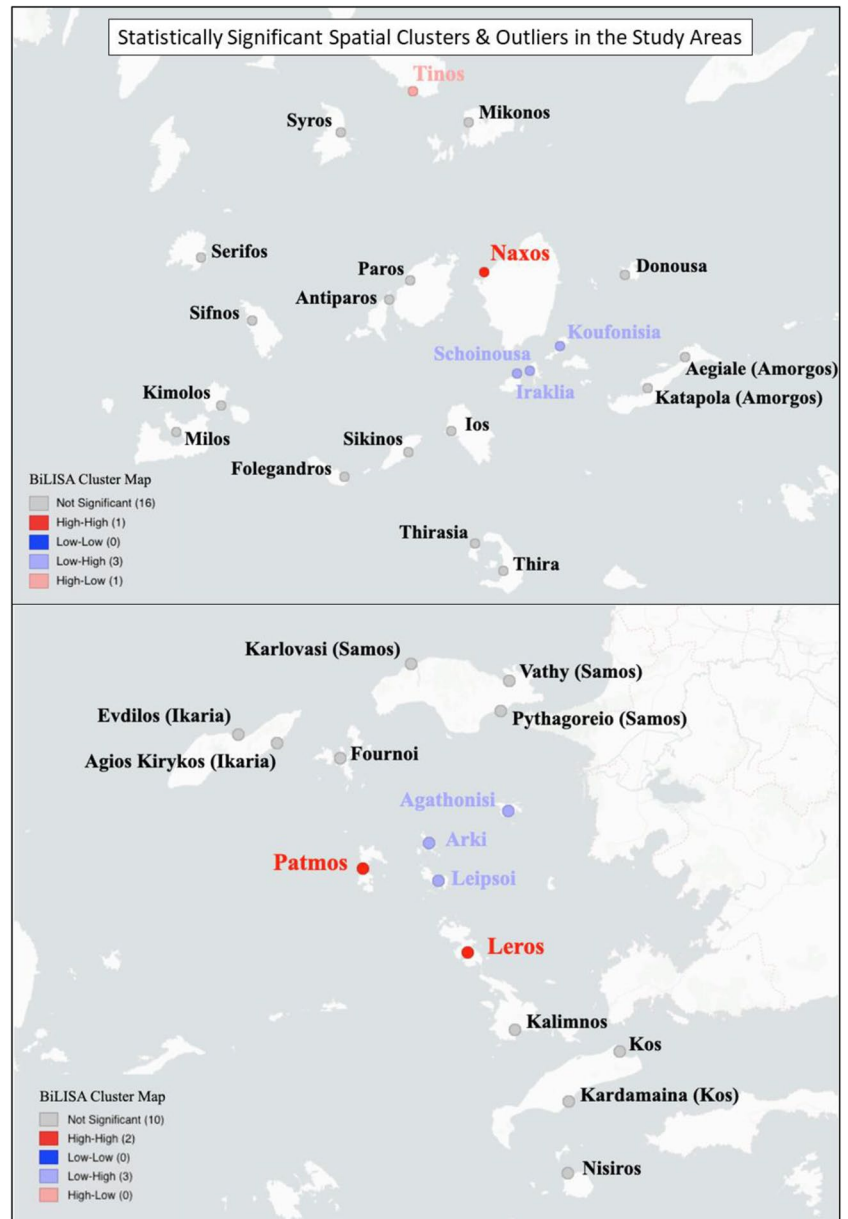 Statistically Significant Spatial Clusters & Outliers in the Study Areas
Tinos
Syros
Mikonos
Serifos
Paros
Naxos
Donousa
Antiparos
Sifnos
Koufonisia
Schoinousa
Aegiale (Amorgos)
Iraklia
Kimolos
Katapola (Amorgos)
Milos
Ios
Sikinos
Folegandros
BiLISA Cluster Map
Not Significant (16)
High-High (1)
Low-Low (0)
Low-High (3)
High-Low (1)
Thirasia
Thira
Karlovasi (Samos)
Vathy (Samos)
Evdilos (Ikaria)
Pythagoreio (Samos)
Agios Kirykos (Ikaria)
Fournoi
Agathonisi
Arki
Patmos
Leipsoi
Leros
Kalimnos
Kos
Kardamaina (Kos)
Nisiros
BiLISA Cluster Map
Not Significant (10)
High-High (2)
Low-Low (0)
Low-High (3)
High-Low (0)